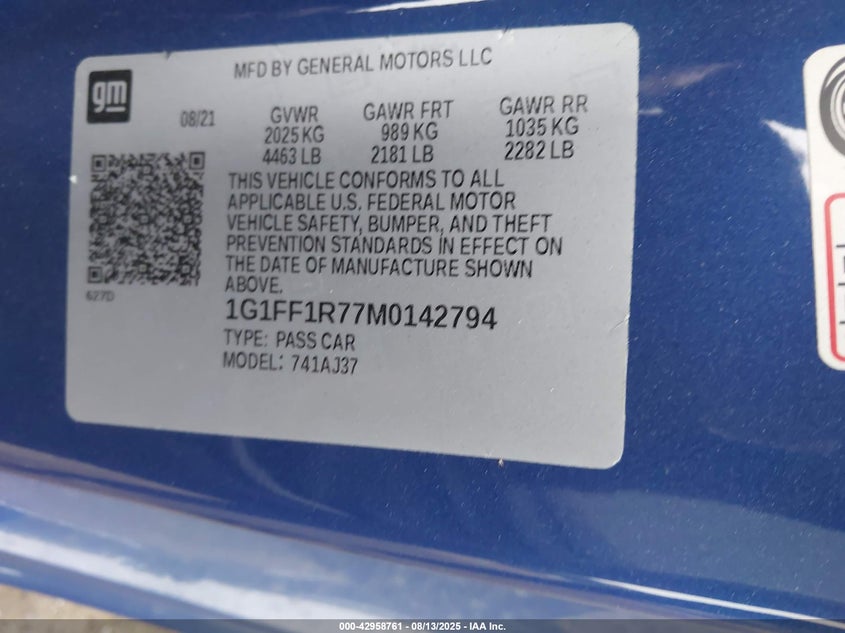 gm
MFD BY GENERAL MOTORS LLC
08/21
GVWR
2025 KG
4463 LB
GAWR FRT
989 KG
2181 LB
GAWR RR
1035 KG
2282 LB
THIS VEHICLE CONFORMS TO ALL
APPLICABLE U.S. FEDERAL MOTOR
VEHICLE SAFETY, BUMPER, AND THEFT
PREVENTION STANDARDS IN EFFECT ON
THE DATE OF MANUFACTURE SHOWN
ABOVE.
627D
1G1FF1R77M0142794
TYPE: PASS CAR
MODEL: 741AJ37
000-42958761 - 08/13/2025 - IAA Inc.